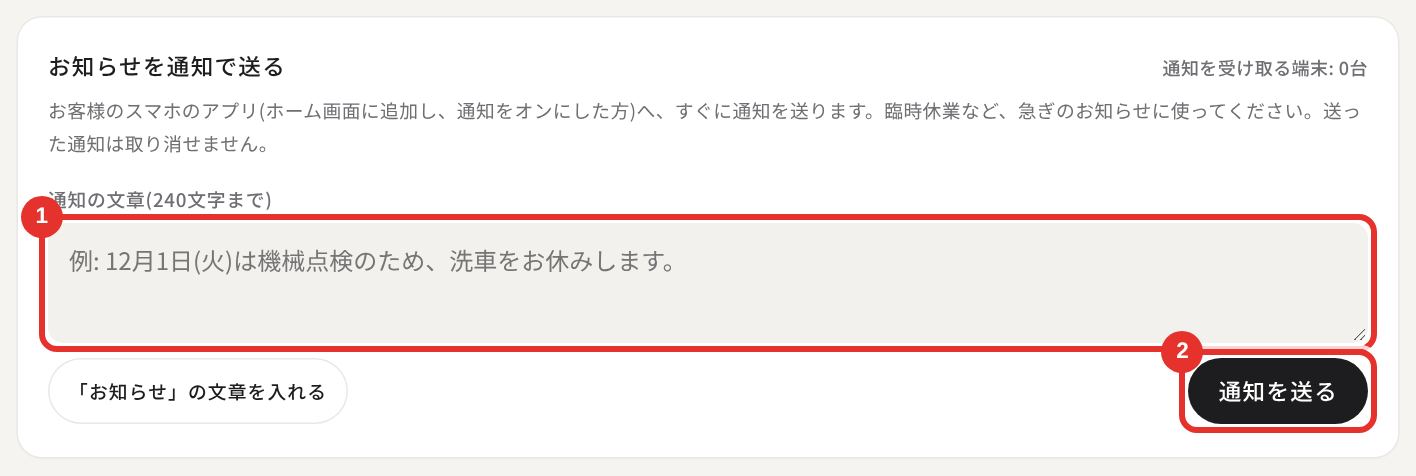 お知らせを通知で送る
通知を受け取る端末: 0台
お客様のスマホのアプリ(ホーム画面に追加し、通知をオンにした方)へ、すぐに通知を送ります。臨時休業など、急ぎのお知らせに使ってください。送っ
た通知は取り消せません。
通知の文章(240文字まで)
1
例: 12月1日(火)は機械点検のため、洗車をお休みします。
2
「お知らせ」の文章を入れる
通知を送る